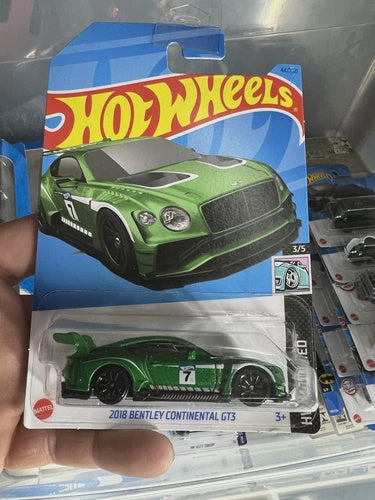 HOT WHEELS
7
3/5
7
MATTEL
2018 BENTLEY CONTINENTAL GT3
3+